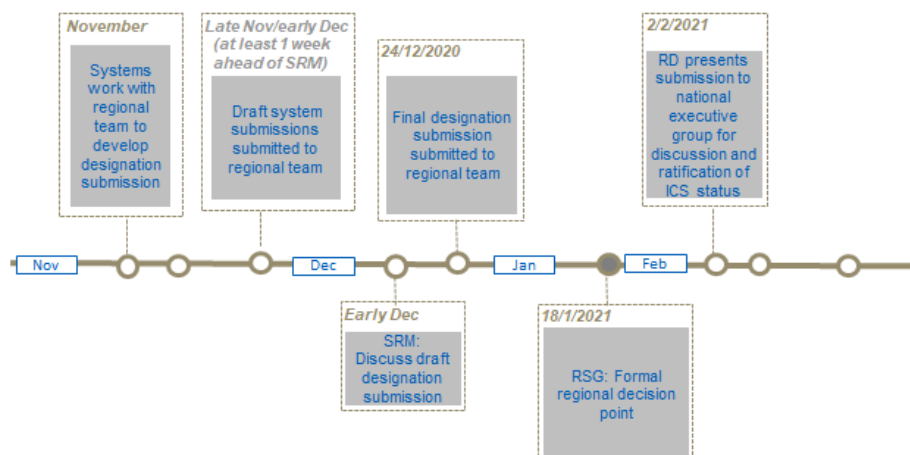 November
Systems
work with
regional
team to
develop
designation
submission
Late Nov/early Dec
(at least 1 week
ahead of SRM)
Draft system
submissions
submitted to
regional team
24/12/2020
Final designation
submission
submitted to
regional team
2/2/2021
RD presents
submission to
national
executive
group for
discussion and
ratification of
ICS status
Nov
Dec
Jan
Feb
Early Dec
SRM:
Discuss draft
designation
submission
18/1/2021
RSG: Formal
regional decision
point